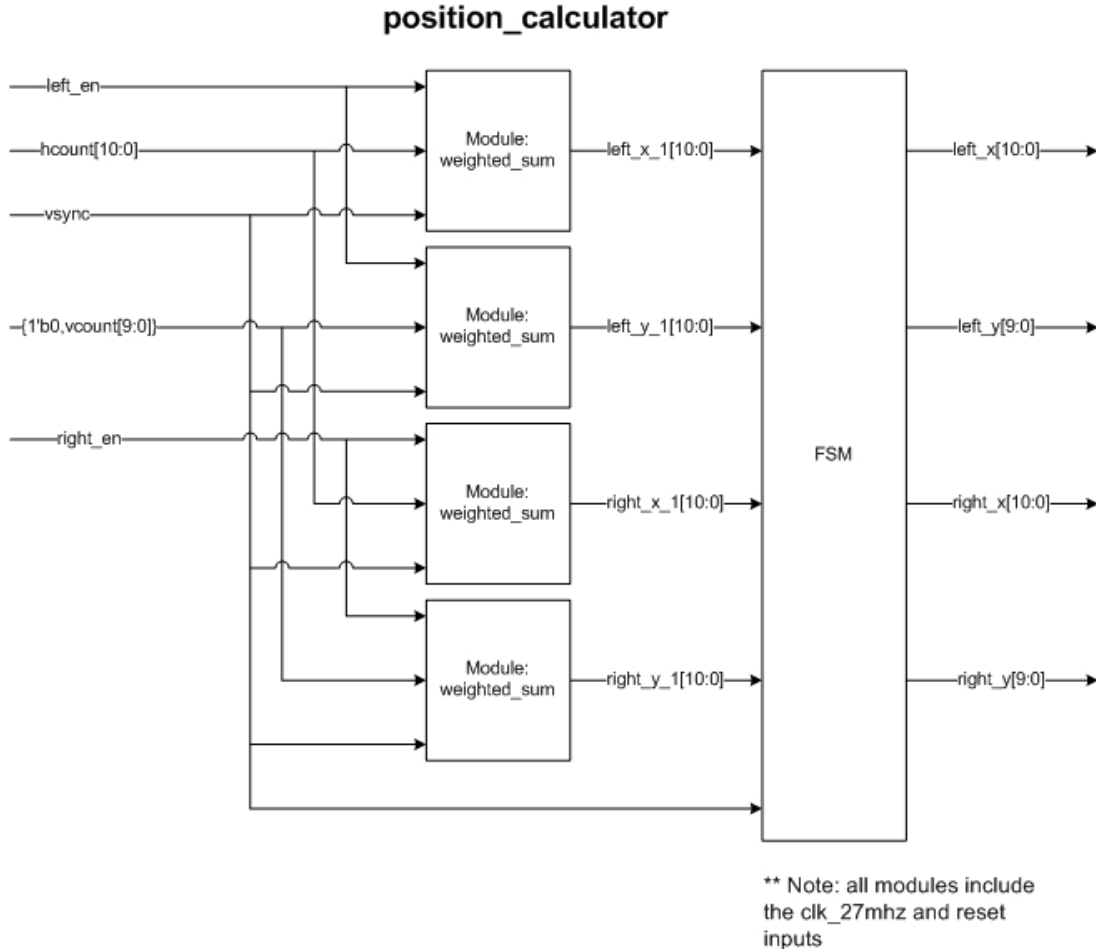 position_calculator
left_en
Module:
weighted_sum
hcount[10:0]
left_x_1[10:0]
left_x[10:0]
vsync
{1'b0,vcount[9:0]}
Module:
weighted_sum
left_y_1[10:0]
left_y[9:0]
right_en
FSM
Module:
weighted_sum
right_x_1[10:0]
right_x[10:0]
Module:
weighted_sum
right_y_1[10:0]
right_y[9:0]
** Note: all modules include
the clk_27mhz and reset
inputs